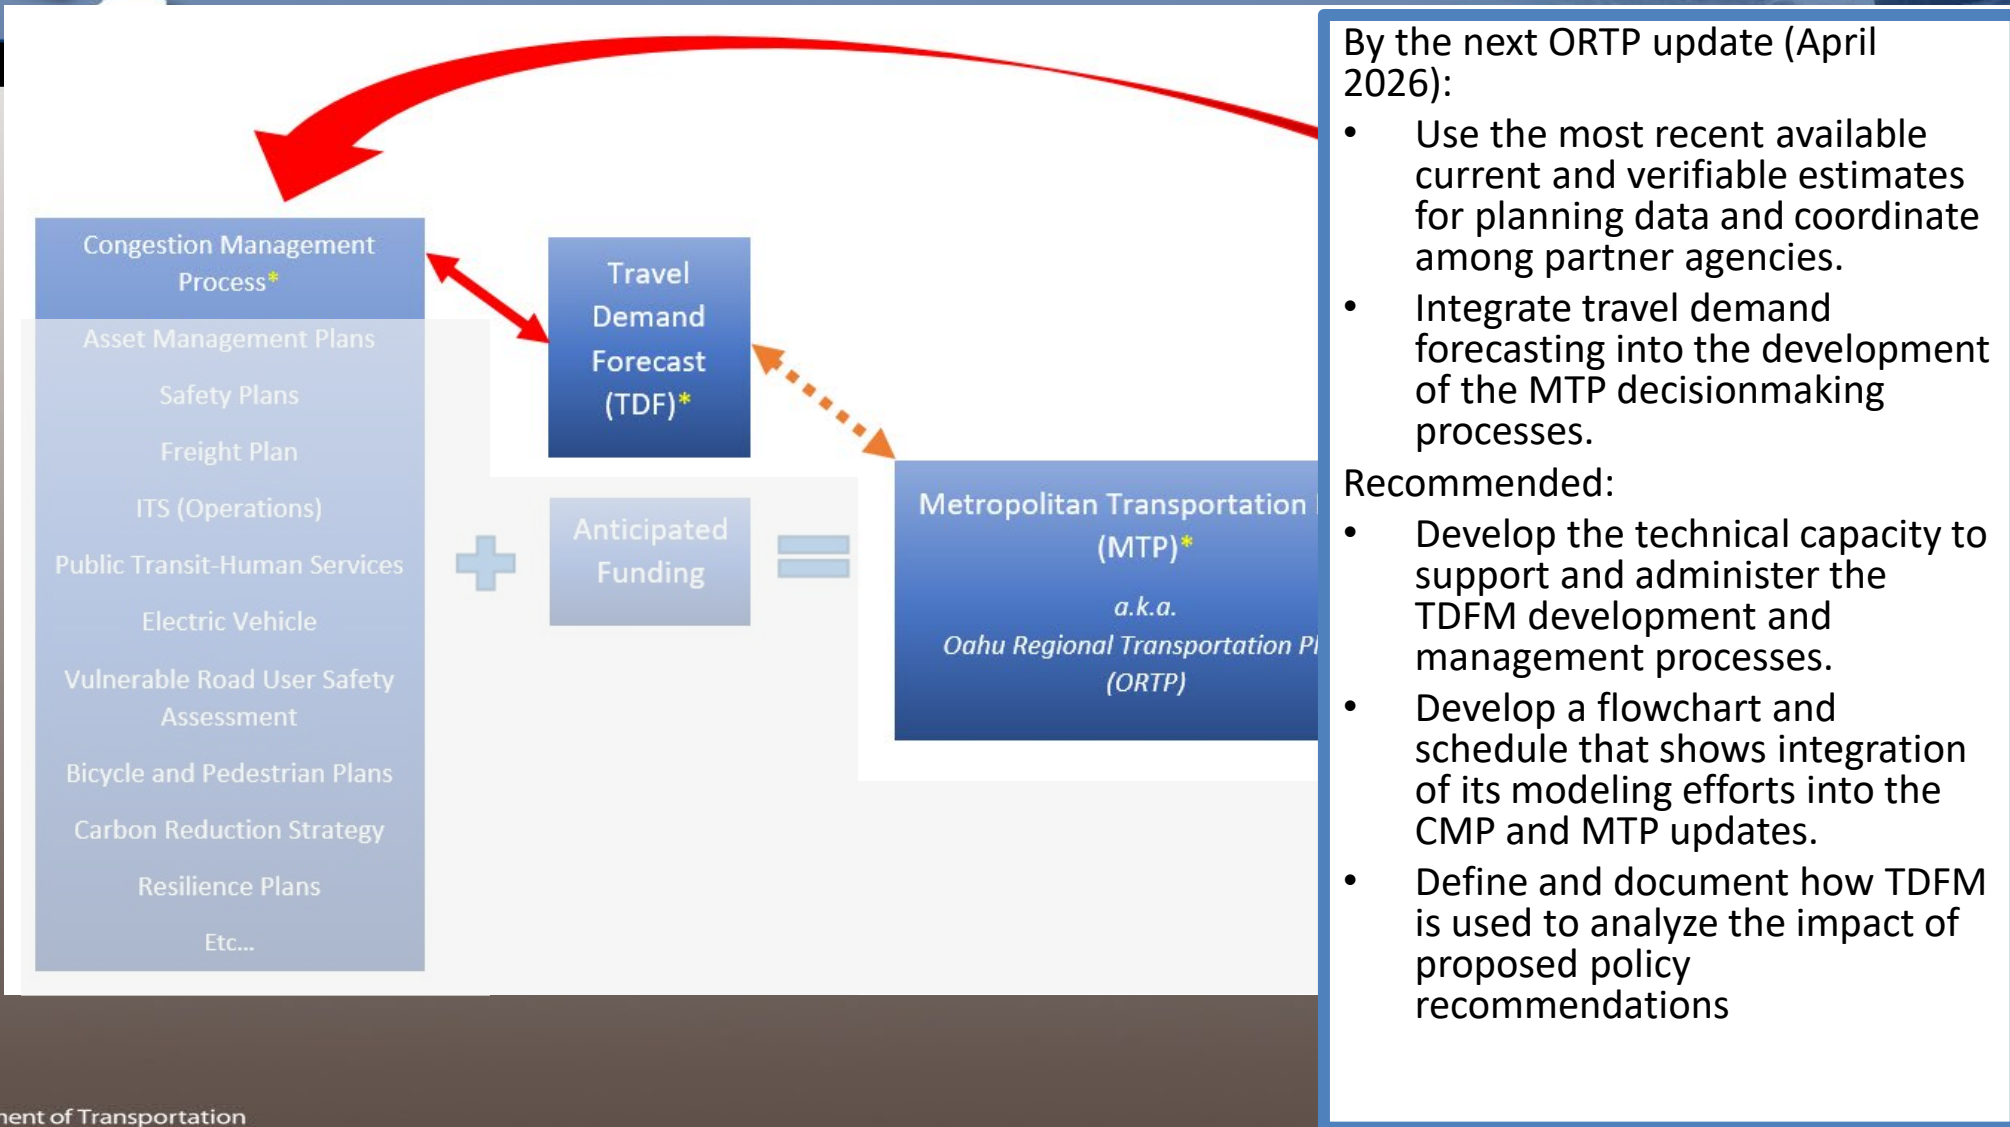 Congestion Management
Process*
Asset Management Plans
Safety Plans
Freight Plan
ITS (Operations)
Public Transit-Human Services
Electric Vehicle
Vulnerable Road User Safety
Assessment
Bicycle and Pedestrian Plans
Carbon Reduction Strategy
Resilience Plans
Etc...
Travel
Demand
Forecast
(TDF)*
Anticipated
Funding
Metropolitan Transportation
(MTP)*
a.k.a.
Oahu Regional Transportation Pl
(ORTP)
By the next ORTP update (April
2026):
• Use the most recent available
current and verifiable estimates
for planning data and coordinate
among partner agencies.
• Integrate travel demand
forecasting into the development
of the MTP decisionmaking
processes.
Recommended:
• Develop the technical capacity to
support and administer the
TDFM development and
management processes.
• Develop a flowchart and
schedule that shows integration
of its modeling efforts into the
CMP and MTP updates.
• Define and document how TDFM
is used to analyze the impact of
proposed policy
recommendations
ment of Transportation